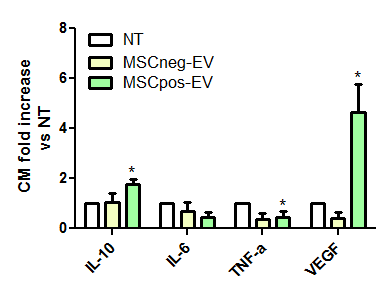 NT
MSCneg-EV
MSCpos-EV
CM fold increase
vs NT
8
6
4
2
0
*
*
*
IL-10
IL-6
TNF-a
VEGF